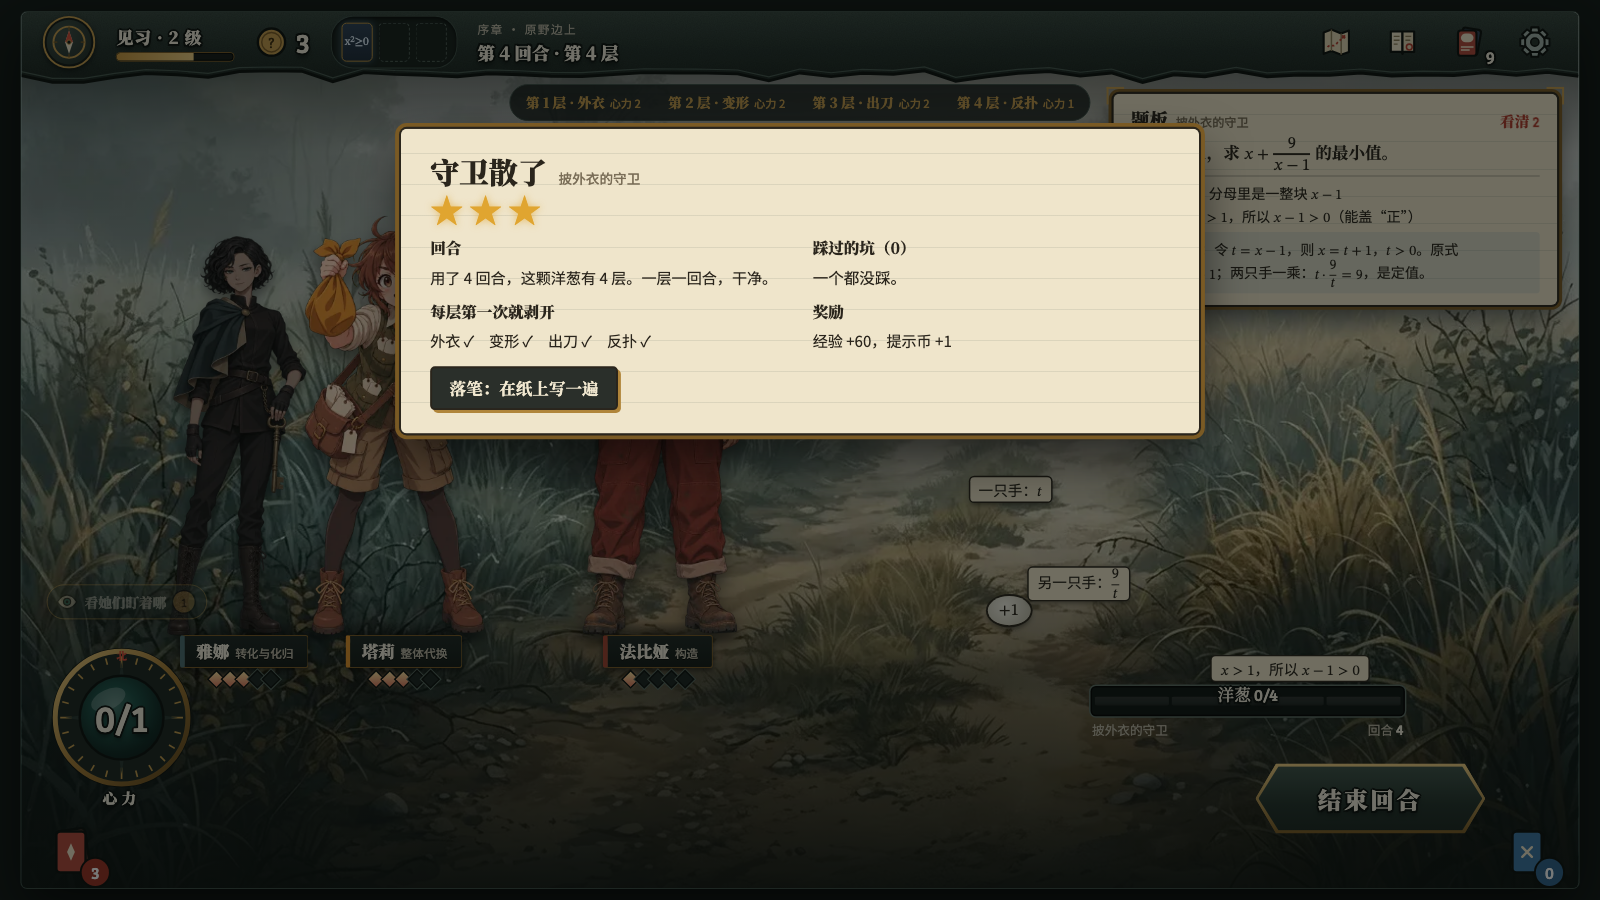 见习 · 2 级
?
3
x²≥0
序章 · 原野边上
第 4 回合 · 第 4 层
9
第 1 层 · 外衣 心力 2
第 2 层 · 变形 心力 2
第 3 层 · 出刀 心力 2
第 4 层 · 反扑 心力 1
题板 披外衣的守卫
看清 2
，求 x + 9/(x − 1) 的最小值。
分母里是一整块 x − 1
> 1，所以 x − 1 > 0（能盖“正”）
令 t = x − 1，则 x = t + 1，t > 0。原式
1；两只手一乘：t · 9/t = 9，是定值。
守卫散了 披外衣的守卫
回合
用了 4 回合，这颗洋葱有 4 层。一层一回合，干净。
踩过的坑（0）
一个都没踩。
每层第一次就剥开
外衣 ✓ 变形 ✓ 出刀 ✓ 反扑 ✓
奖励
经验 +60，提示币 +1
落笔：在纸上写一遍
一只手：t
另一只手：9/t
+1
看她们盯着哪 1
雅娜 转化与化归
塔莉 整体代换
法比娅 构造
x > 1，所以 x − 1 > 0
洋葱 0/4
披外衣的守卫
回合 4
0/1
心力
结束回合
3
0